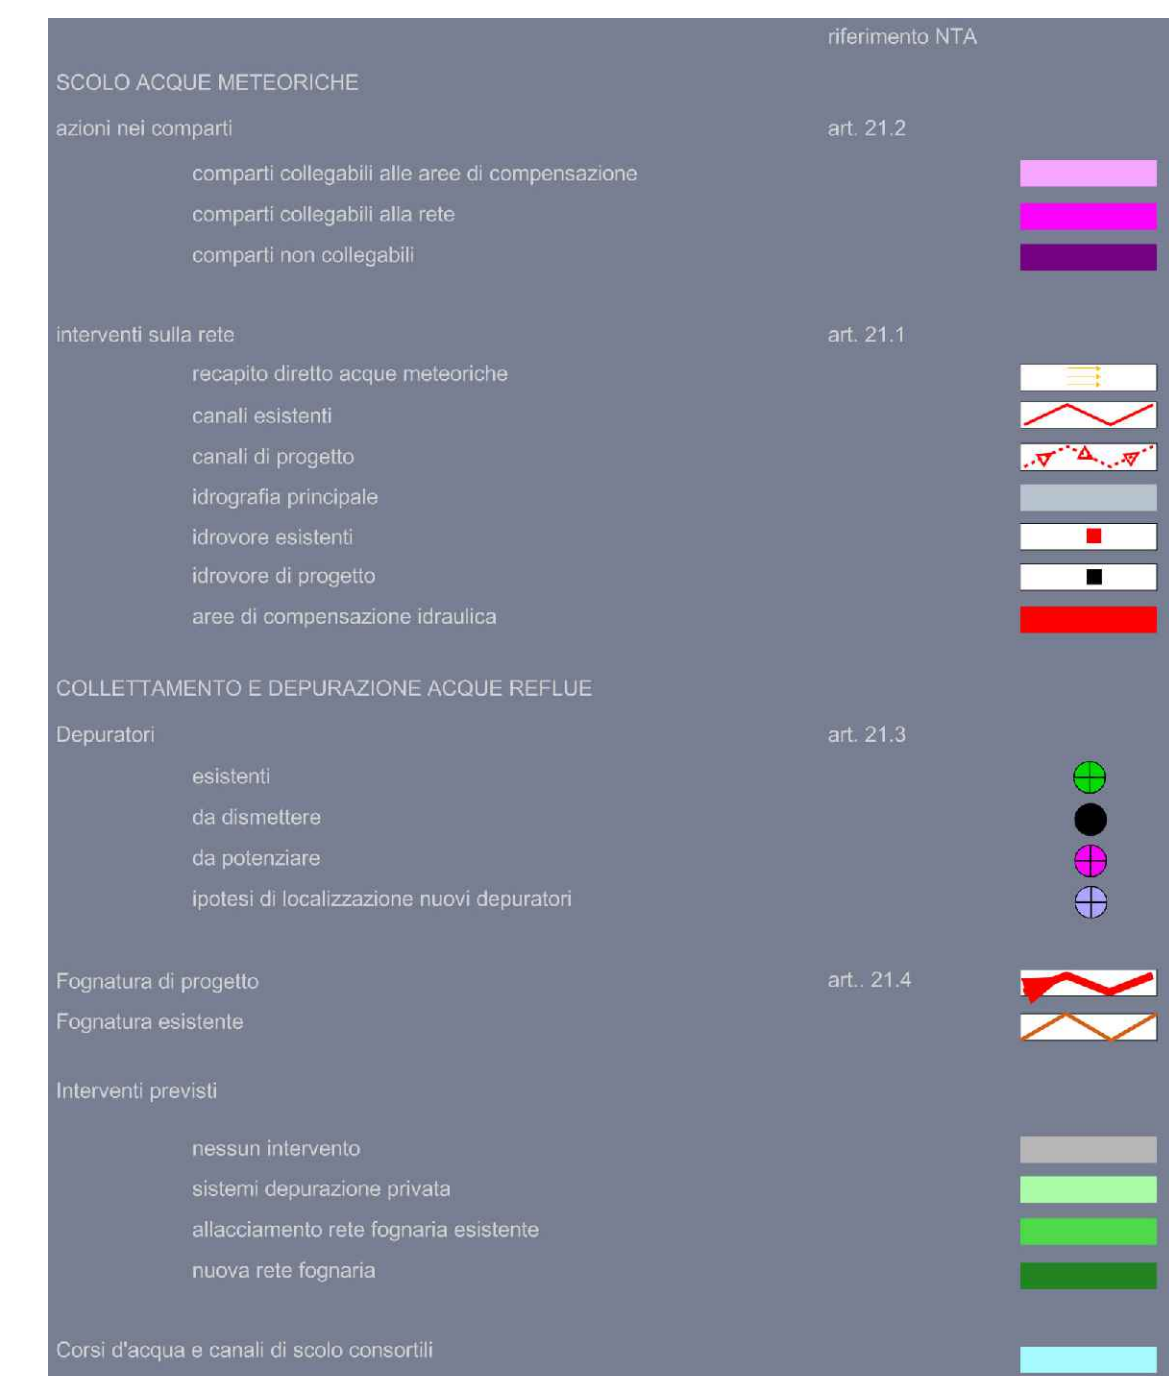 riferimento NTA
SCOLO ACQUE METEORICHE
azioni nei comparti art. 21.2
comparti collegabili alle aree di compensazione
comparti collegabili alla rete
comparti non collegabili
interventi sulla rete art. 21.1
recapito diretto acque meteoriche
canali esistenti
canali di progetto
idrografia principale
idrovore esistenti
idrovore di progetto
aree di compensazione idraulica
COLLETTAMENTO E DEPURAZIONE ACQUE REFLUE
Depuratori art. 21.3
esistenti
da dismettere
da potenziare
ipotesi di localizzazione nuovi depuratori
Fognatura di progetto art.. 21.4
Fognatura esistente
Interventi previsti
nessun intervento
sistemi depurazione privata
allacciamento rete fognaria esistente
nuova rete fognaria
Corsi d'acqua e canali di scolo consortili